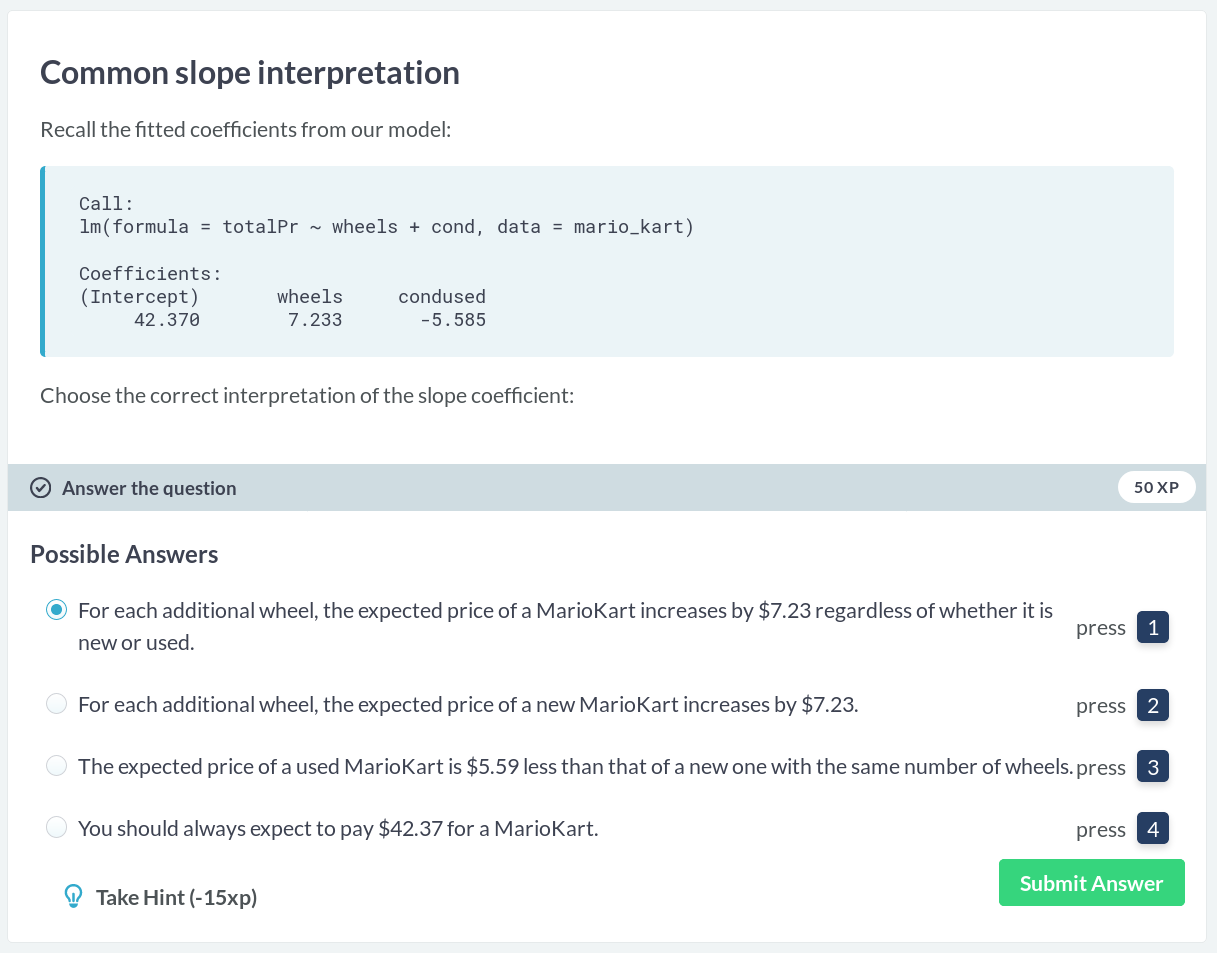 Common slope interpretation
Recall the fitted coefficients from our model:
Call:
lm(formula = totalPr ~ wheels + cond, data = mario_kart)
Coefficients:
(Intercept)       wheels     condused
     42.370        7.233       -5.585
Choose the correct interpretation of the slope coefficient:
Answer the question
50 XP
Possible Answers
For each additional wheel, the expected price of a MarioKart increases by $7.23 regardless of whether it is
new or used.
press 1
For each additional wheel, the expected price of a new MarioKart increases by $7.23.
press 2
The expected price of a used MarioKart is $5.59 less than that of a new one with the same number of wheels.
press 3
You should always expect to pay $42.37 for a MarioKart.
press 4
Take Hint (-15xp)
Submit Answer